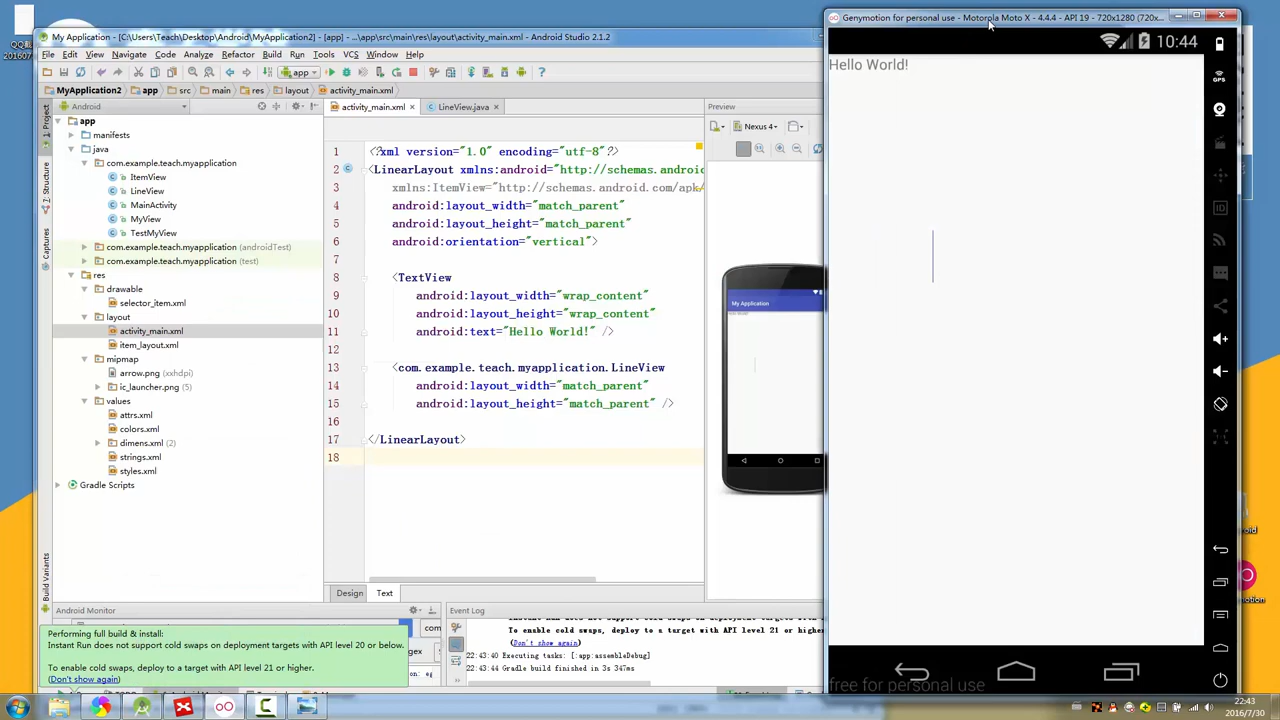 My Application - [C:\Users\Teach\Desktop\Android\MyApplication2] - [app] - ...\app\src\main\res\layout\activity_main.xml - Android Studio 2.1.2
File Edit View Navigate Code Analyze Refactor Build Run Tools VCS Window Help
app
MyApplication2 app src main res layout activity_main.xml
Android
activity_main.xml LineView.java
Preview
Nexus 4
1: Project
7: Structure
Captures
Build Variants
app
manifests
java
com.example.teach.myapplication
ItemView
LineView
MainActivity
MyView
TestMyView
com.example.teach.myapplication (androidTest)
com.example.teach.myapplication (test)
res
drawable
selector_item.xml
layout
activity_main.xml
item_layout.xml
mipmap
arrow.png (xxhdpi)
ic_launcher.png (5)
values
attrs.xml
colors.xml
dimens.xml (2)
strings.xml
styles.xml
Gradle Scripts
1 <?xml version="1.0" encoding="utf-8"?>
2 <LinearLayout xmlns:android="http://schemas.android
3 xmlns:ItemView="http://schemas.android.com/apk/
4 android:layout_width="match_parent"
5 android:layout_height="match_parent"
6 android:orientation="vertical">
7
8 <TextView
9 android:layout_width="wrap_content"
10 android:layout_height="wrap_content"
11 android:text="Hello World!" />
12
13 <com.example.teach.myapplication.LineView
14 android:layout_width="match_parent"
15 android:layout_height="match_parent" />
16
17 </LinearLayout>
18
My Application
Design Text
Android Monitor
Event Log
Performing full build & install:
Instant Run does not support cold swaps on deployment targets with API level 20 or below.
To enable cold swaps, deploy to a target with API level 21 or higher.
(Don't show again)
To enable cold swaps, deploy to a target with API level 21 or higher
(Don't show again)
22:43:40 Executing tasks: [:app:assembleDebug]
22:43:44 Gradle build finished in 3s 347ms
Genymotion for personal use - Motorola Moto X - 4.4.4 - API 19 - 720x1280 (720x...
10:44
Hello World!
GPS
ID
free for personal use
22:43
2016/7/30